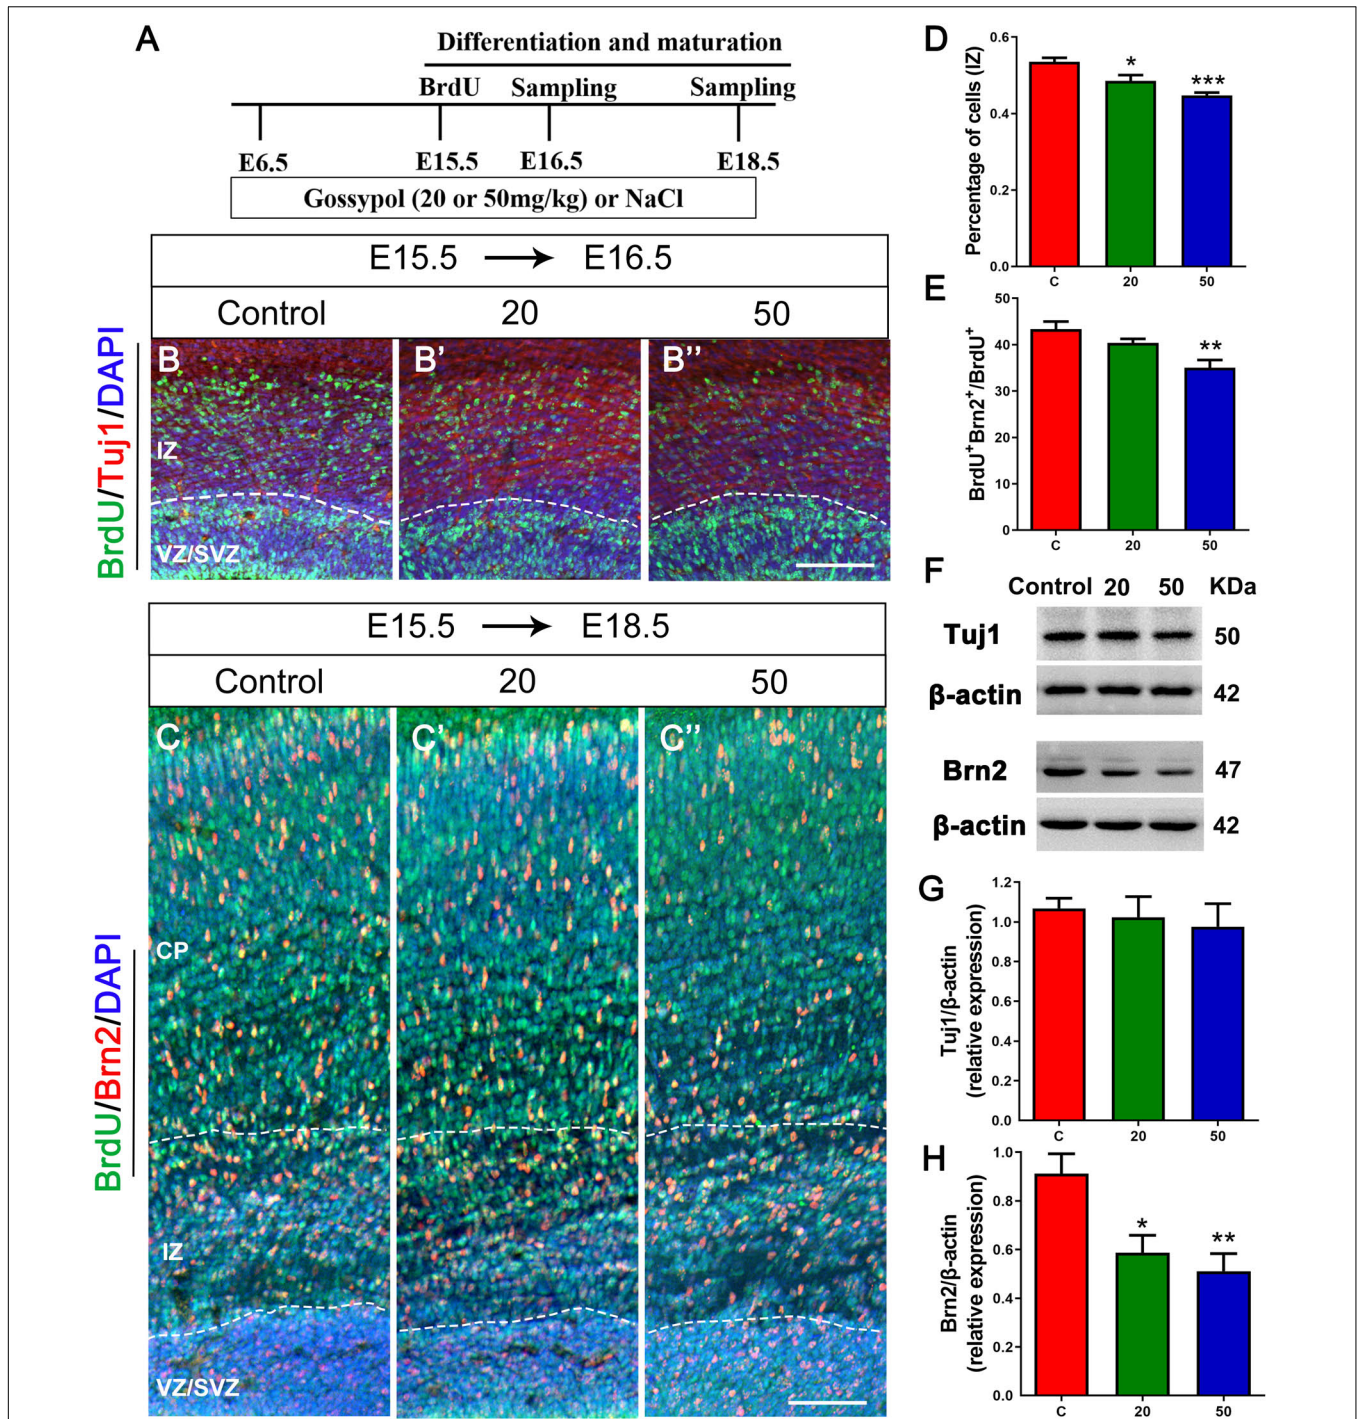 A
Differentiation and maturation
BrdU Sampling Sampling
E6.5 E15.5 E16.5 E18.5
Gossypol (20 or 50mg/kg) or NaCl
E15.5 → E16.5
Control 20 50
BrdU/Tuj1/DAPI
B B' B''
IZ
VZ/SVZ
E15.5 → E18.5
Control 20 50
BrdU/Brn2/DAPI
C C' C''
CP
IZ
VZ/SVZ
D
Percentage of cells (IZ)
0.6
0.4
0.2
0.0
* ***
C 20 50
E
BrdU⁺Brn2⁺/BrdU⁺
50
40
30
20
10
0
**
C 20 50
F
Control 20 50 KDa
Tuj1 50
β-actin 42
Brn2 47
β-actin 42
G
Tuj1/β-actin
(relative expression)
1.2
1.0
0.8
0.6
0.4
0.2
0.0
C 20 50
H
Brn2/β-actin
(relative expression)
1.0
0.8
0.6
0.4
0.2
0.0
* **
C 20 50